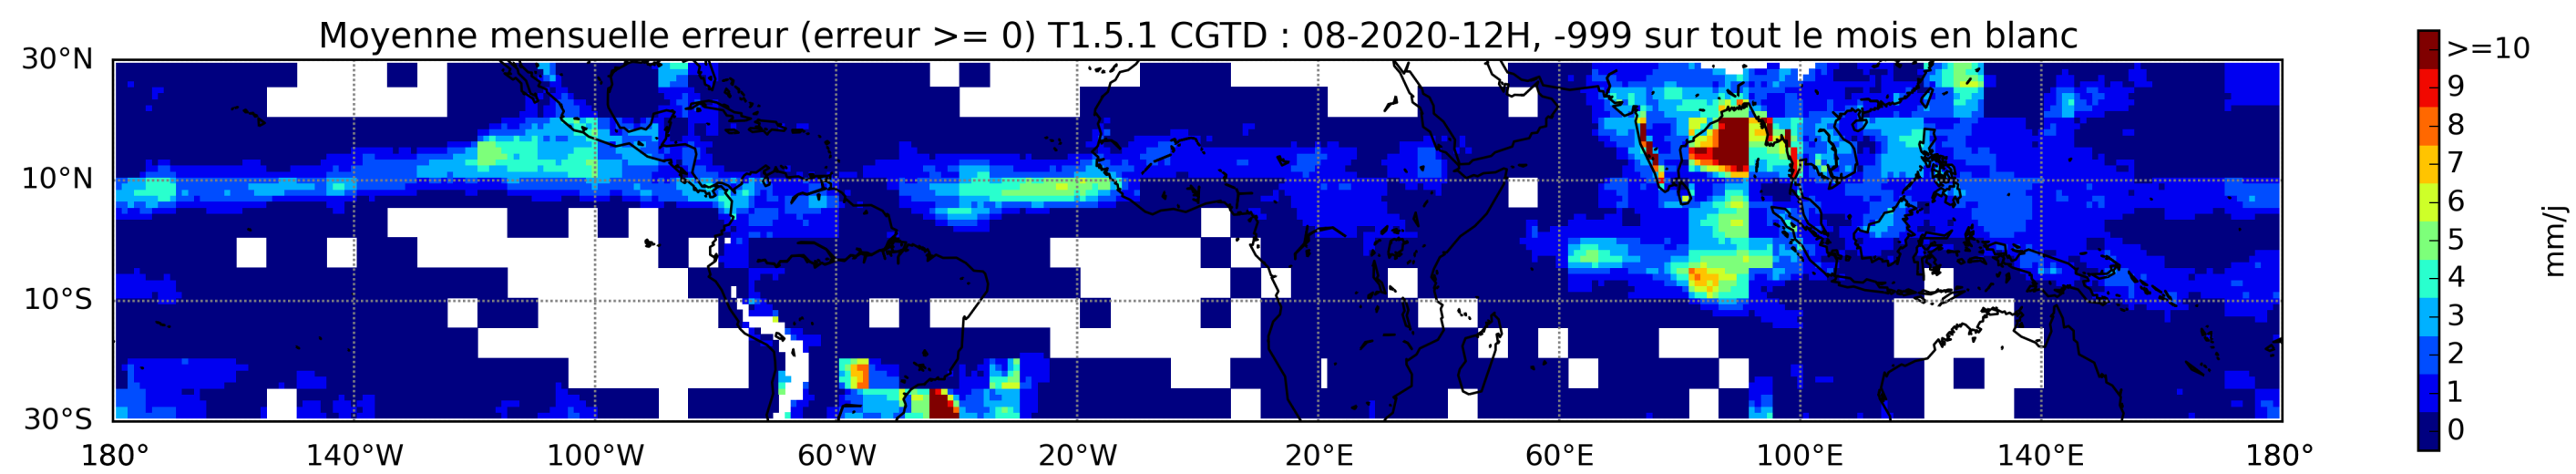 Moyenne mensuelle erreur (erreur >= 0) T1.5.1 CGTD : 08-2020-12H, -999 sur tout le mois en blanc
30°N
10°N
10°S
30°S
180° 140°W 100°W 60°W 20°W 20°E 60°E 100°E 140°E 180°
>=10
9
8
7
6
5
4
3
2
1
0
mm/j